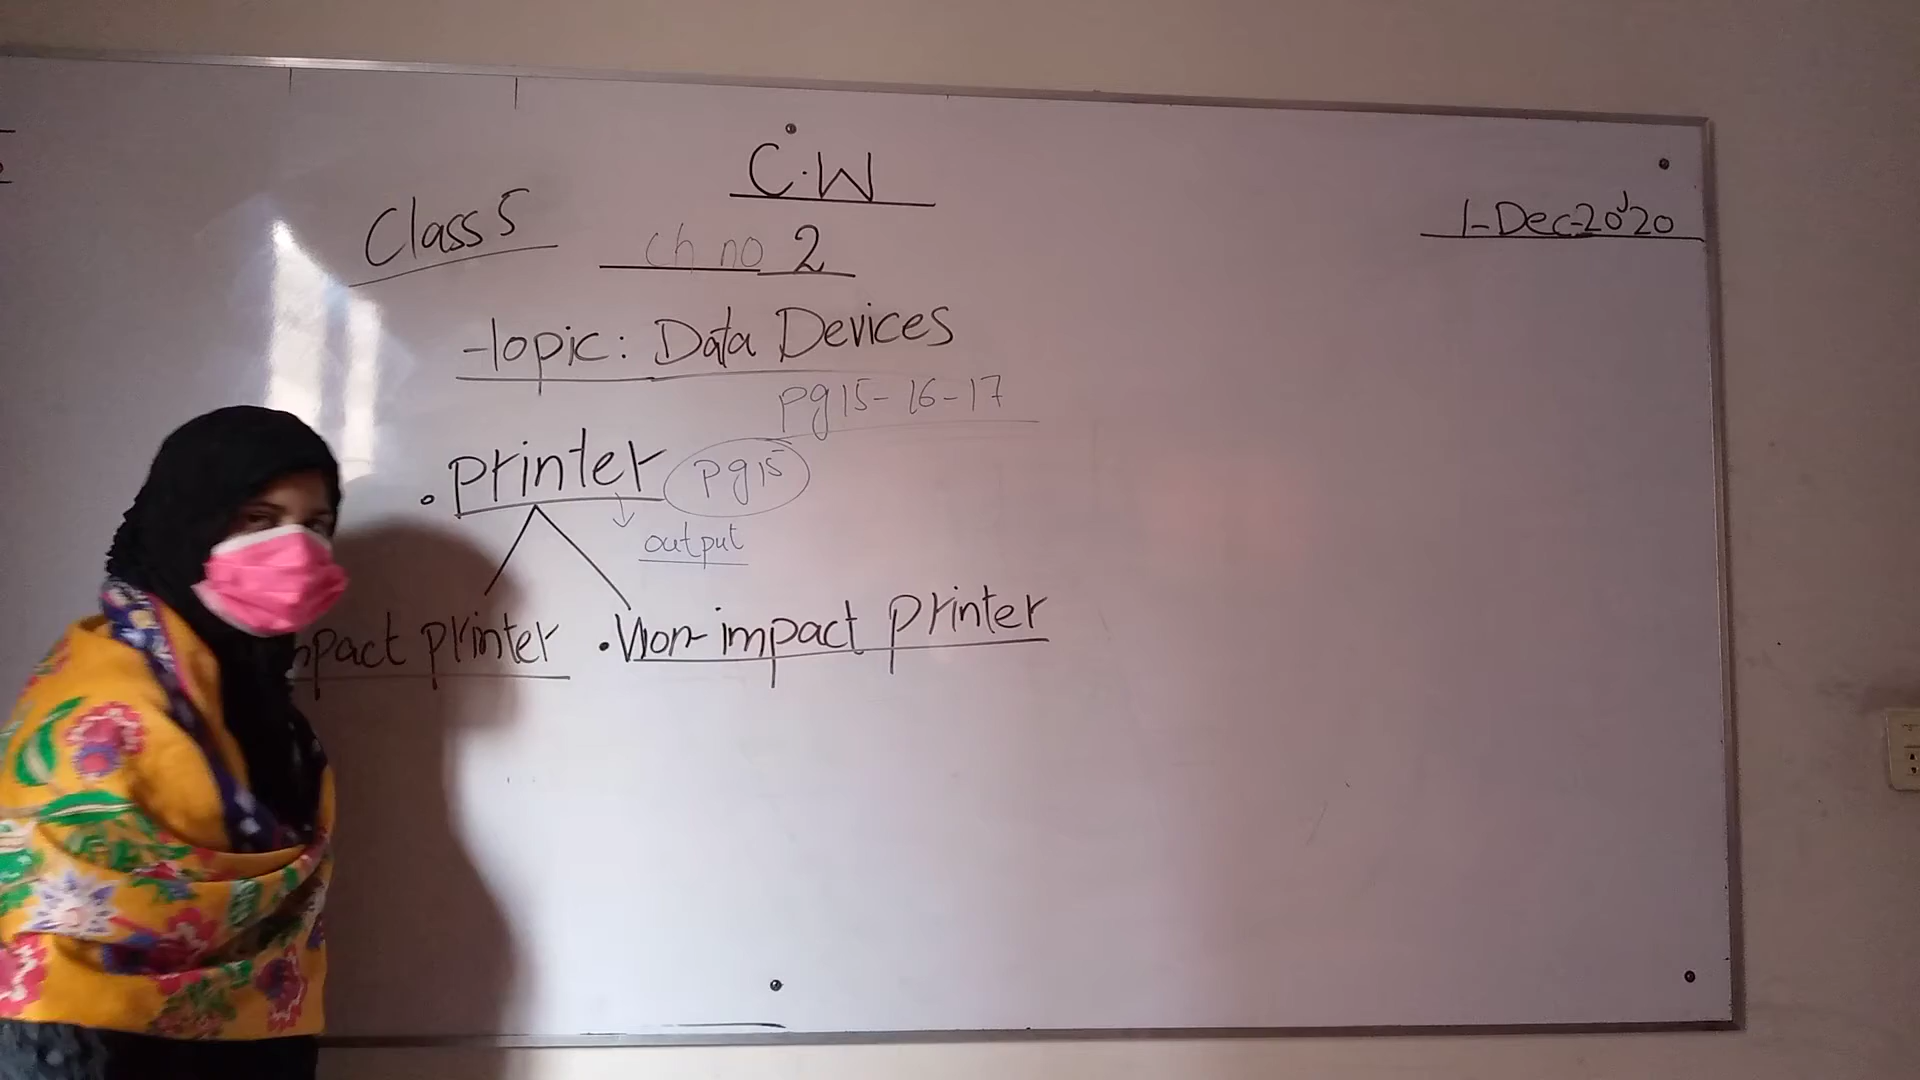 C.W
Class 5
ch no 2
1-Dec-2020
Topic: Data Devices
pg 15-16-17
. printer pg 15
output
mpact printer . Non-impact printer